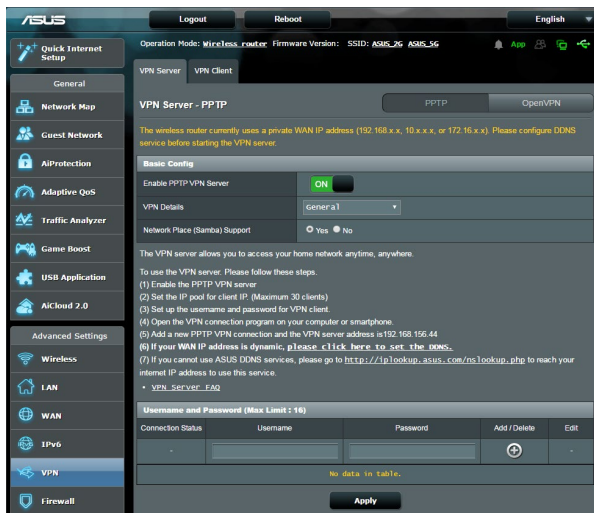 ASUS
Logout
Reboot
English
Quick Internet Setup
Operation Mode: Wireless router Firmware Version: SSID: ASUS_2G ASUS_5G
App
General
Network Map
Guest Network
AiProtection
Adaptive QoS
Traffic Analyzer
Game Boost
USB Application
AiCloud 2.0
Advanced Settings
Wireless
LAN
WAN
IPv6
VPN
Firewall
VPN Server
VPN Client
VPN Server - PPTP
PPTP
OpenVPN
The wireless router currently uses a private WAN IP address (192.168.x.x, 10.x.x.x, or 172.16.x.x). Please configure DDNS
service before starting the VPN server.
Basic Config
Enable PPTP VPN Server
ON
VPN Details
General
Network Place (Samba) Support
Yes No
The VPN server allows you to access your home network anytime, anywhere.
To use the VPN server. Please follow these steps.
(1) Enable the PPTP VPN server
(2) Set the IP pool for client IP. (Maximum 30 clients)
(3) Set up the username and password for VPN client.
(4) Open the VPN connection program on your computer or smartphone.
(5) Add a new PPTP VPN connection and the VPN server address is192.168.156.44
(6) If your WAN IP address is dynamic, please click here to set the DDNS.
(7) If you cannot use ASUS DDNS services, please go to http://iplookup.asus.com/nslookup.php to reach your
internet IP address to use this service.
• VPN Server FAQ
Username and Password (Max Limit : 16)
Connection Status
Username
Password
Add / Delete
Edit
-
-
No data in table.
Apply